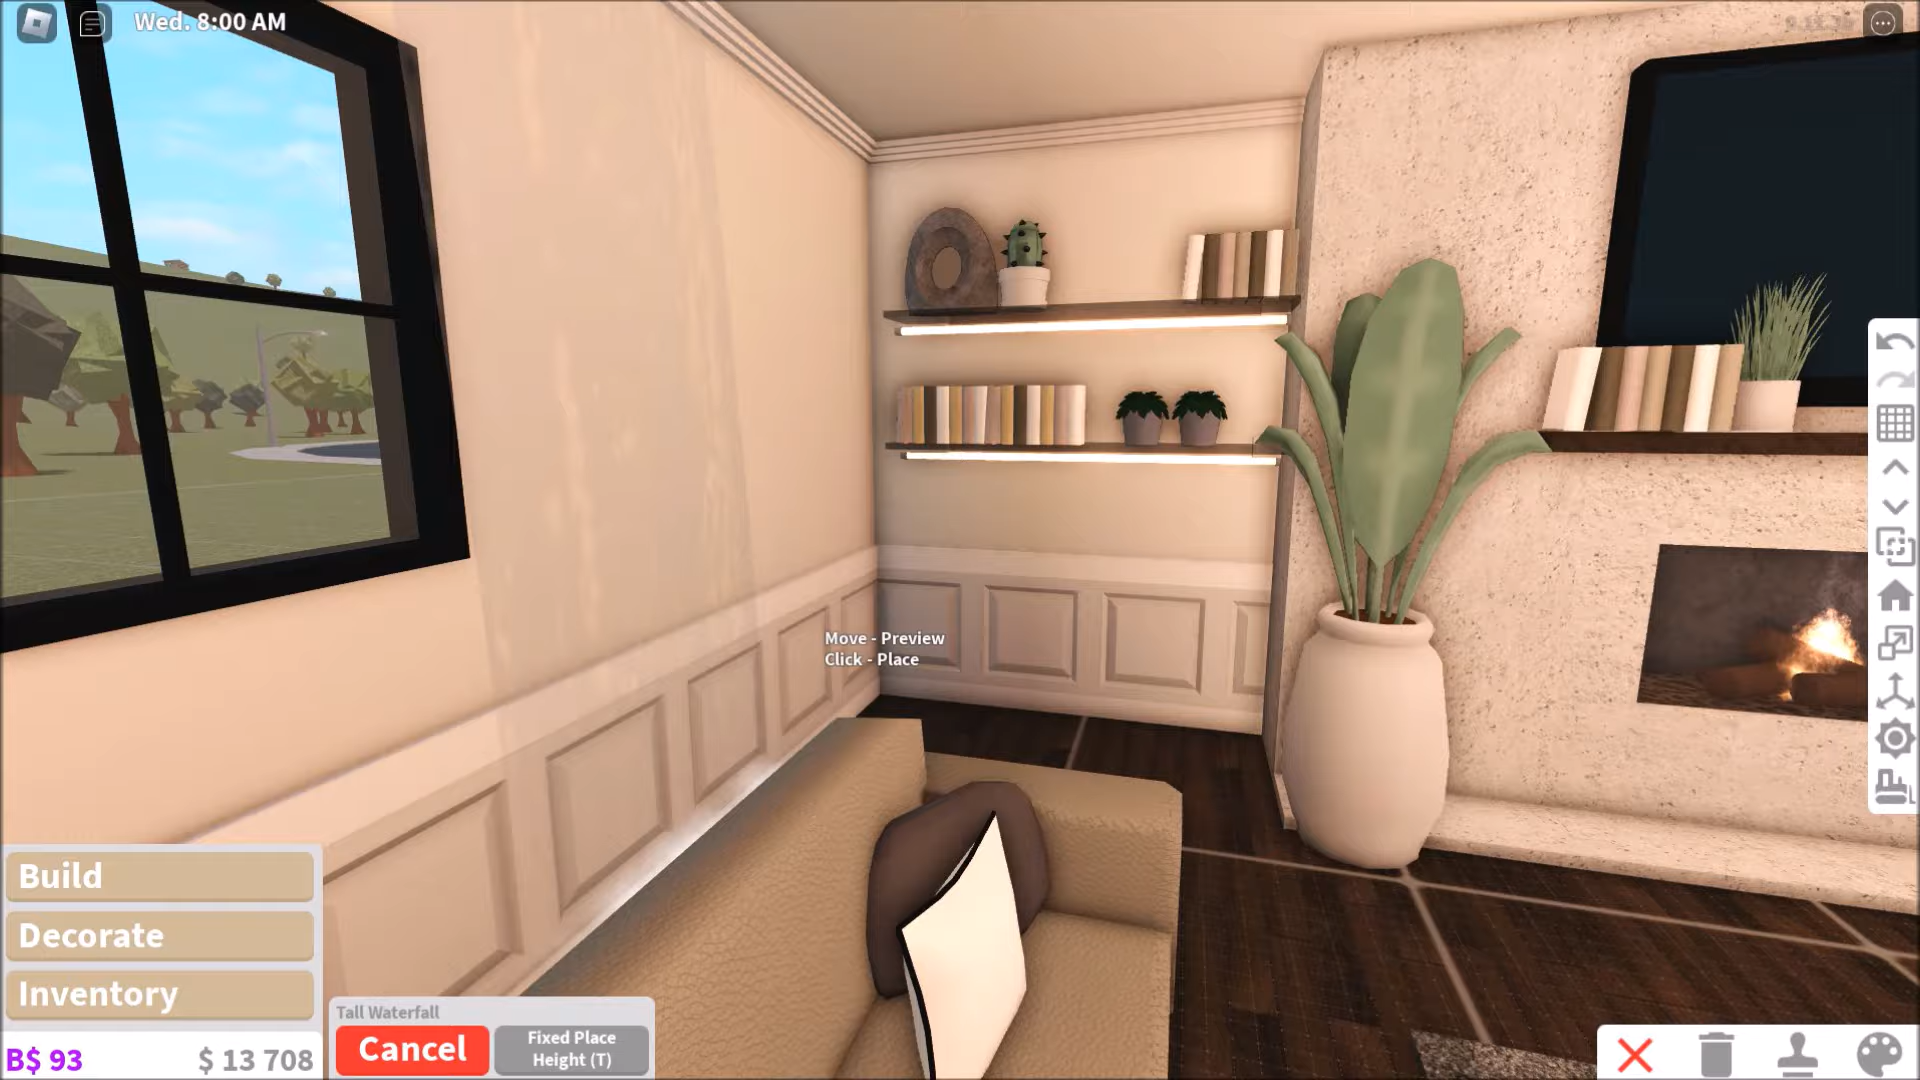 Wed. 8:00 AM
Move - Preview
Click - Place
Build
Decorate
Inventory
B$ 93
$ 13 708
Tall Waterfall
Cancel
Fixed Place
Height (T)